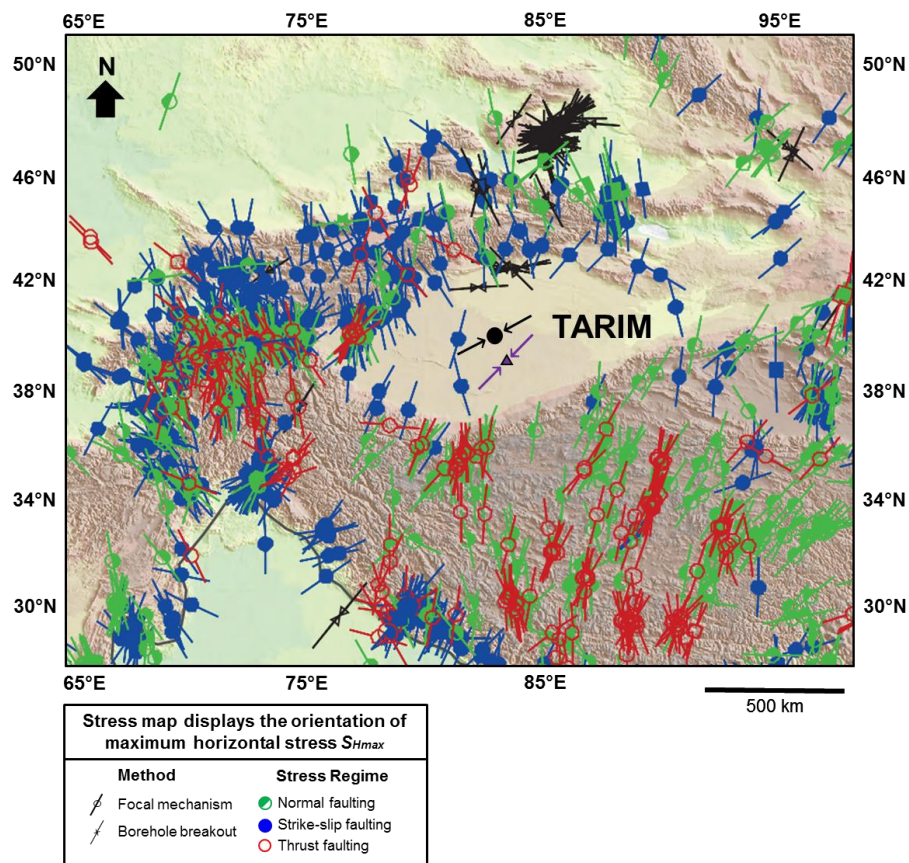 65°E 75°E 85°E 95°E
50°N 50°N
N
46°N 46°N
42°N 42°N
TARIM
38°N 38°N
34°N 34°N
30°N 30°N
65°E 75°E 85°E
500 km
Stress map displays the orientation of
maximum horizontal stress SHmax
Method Stress Regime
Focal mechanism Normal faulting
Borehole breakout Strike-slip faulting
Thrust faulting